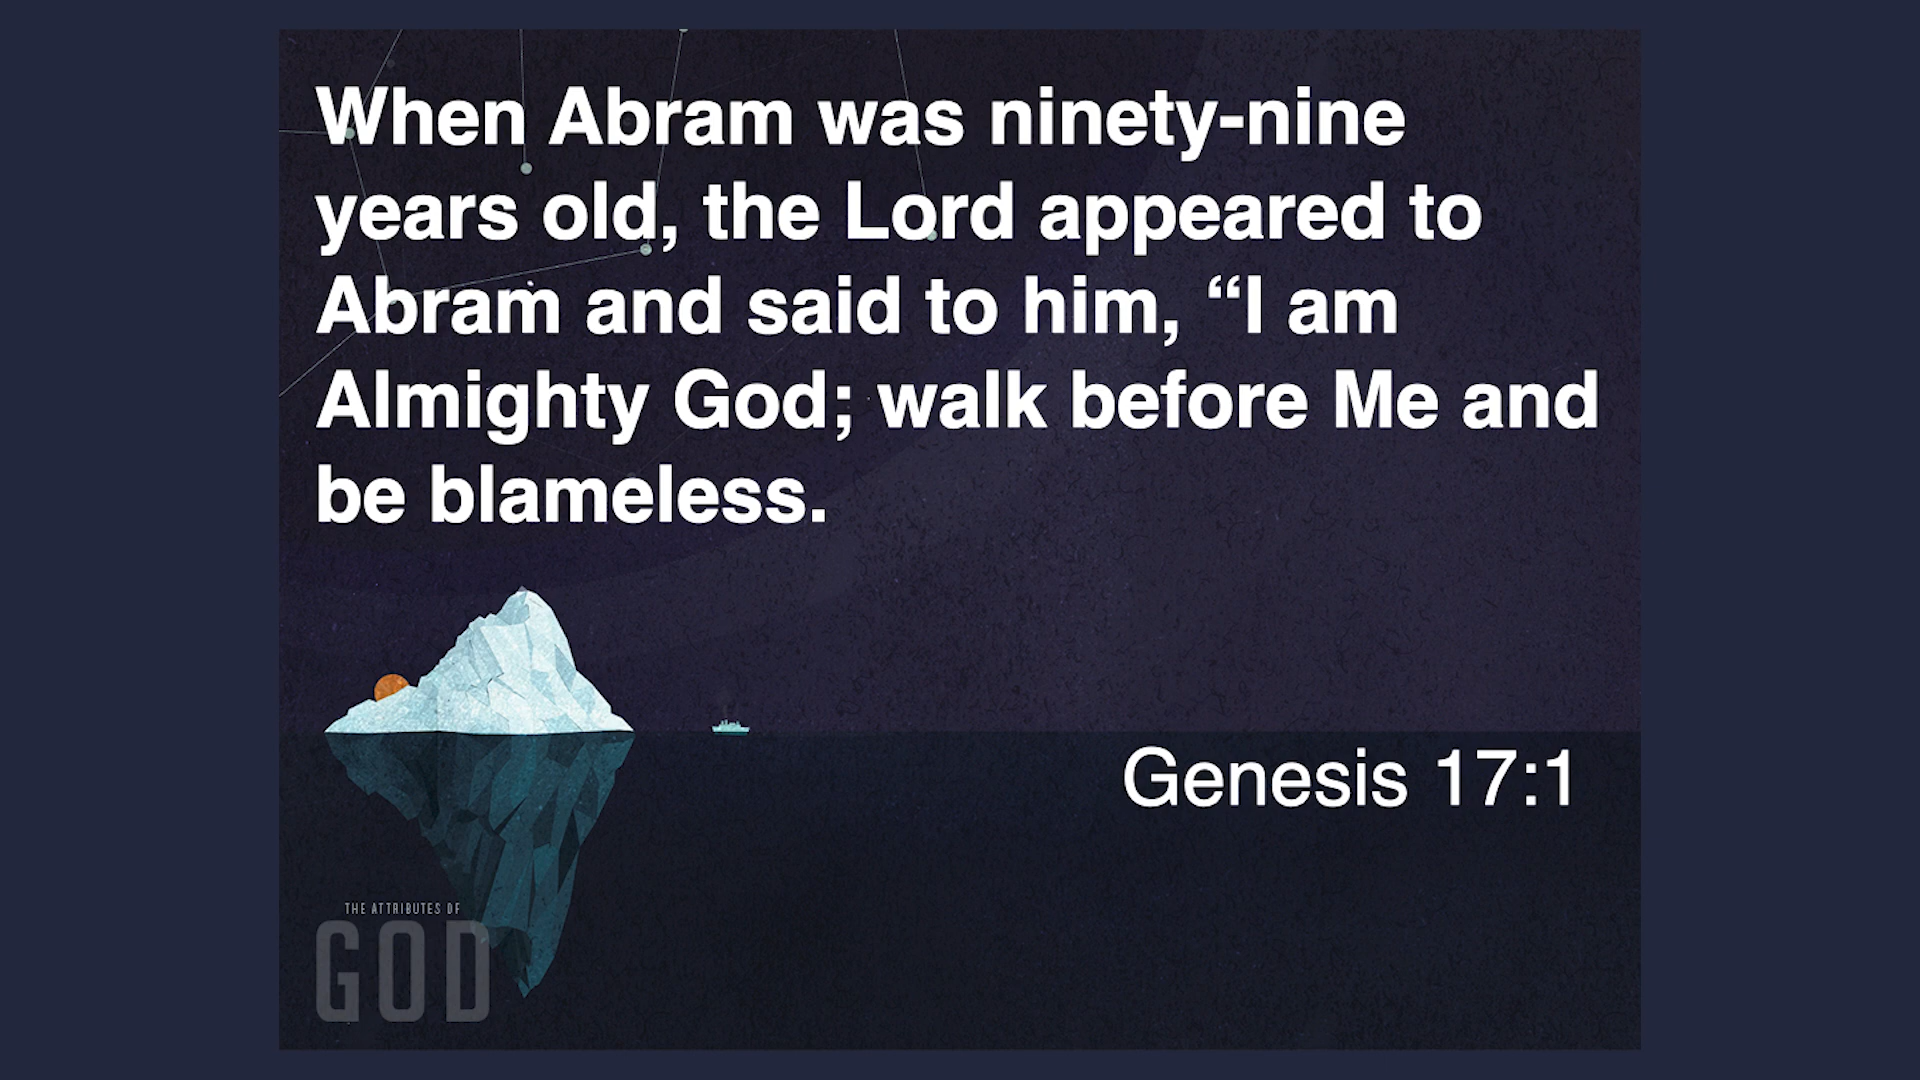 When Abram was ninety-nine
years old, the Lord appeared to
Abram and said to him, “I am
Almighty God; walk before Me and
be blameless.
Genesis 17:1
THE ATTRIBUTES OF
GOD